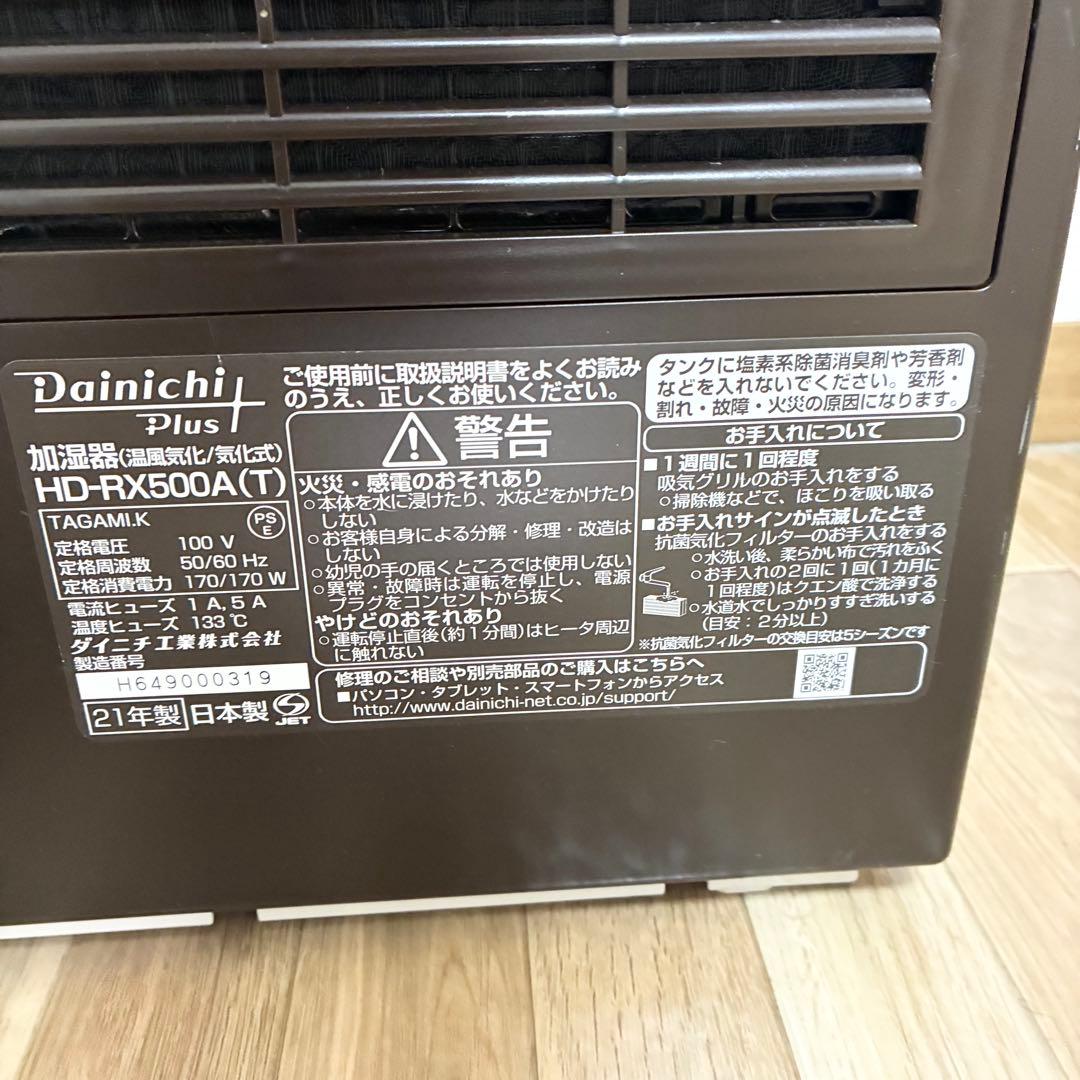 Dainichi
Plus
加湿器(温風気化/気化式)
HD-RX500A(T)
TAGAMI.K
PS
E
定格電圧 100 V
定格周波数 50/60 Hz
定格消費電力 170/170 W
電流ヒューズ 1 A, 5 A
温度ヒューズ 133 ℃
ダイニチ工業株式会社
製造番号
H649000319
21年製 日本製 JET
ご使用前に取扱説明書をよくお読み
のうえ、正しくお使いください。
警告
火災・感電のおそれあり
○本体を水に浸けたり、水などをかけたり
しない
○お客様自身による分解・修理・改造は
しない
○幼児の手の届くところでは使用しない
○異常・故障時は運転を停止し、電源
プラグをコンセントから抜く
やけどのおそれあり
○運転停止直後(約1分間)はヒータ周辺
に触れない
タンクに塩素系除菌消臭剤や芳香剤
などを入れないでください。変形・
割れ・故障・火災の原因になります。
お手入れについて
■1週間に1回程度
吸気グリルのお手入れをする
○掃除機などで、ほこりを吸い取る
■お手入れサインが点滅したとき
抗菌気化フィルターのお手入れをする
○水洗い後、柔らかい布で汚れをふく
○お手入れの2回に1回(1カ月に
1回程度)はクエン酸で洗浄する
○水道水でしっかりすすぎ洗いする
(目安:2分以上)
※抗菌気化フィルターの交換目安は5シーズンです
修理のご相談や別売部品のご購入はこちらへ
■パソコン・タブレット・スマートフォンからアクセス
http://www.dainichi-net.co.jp/support/